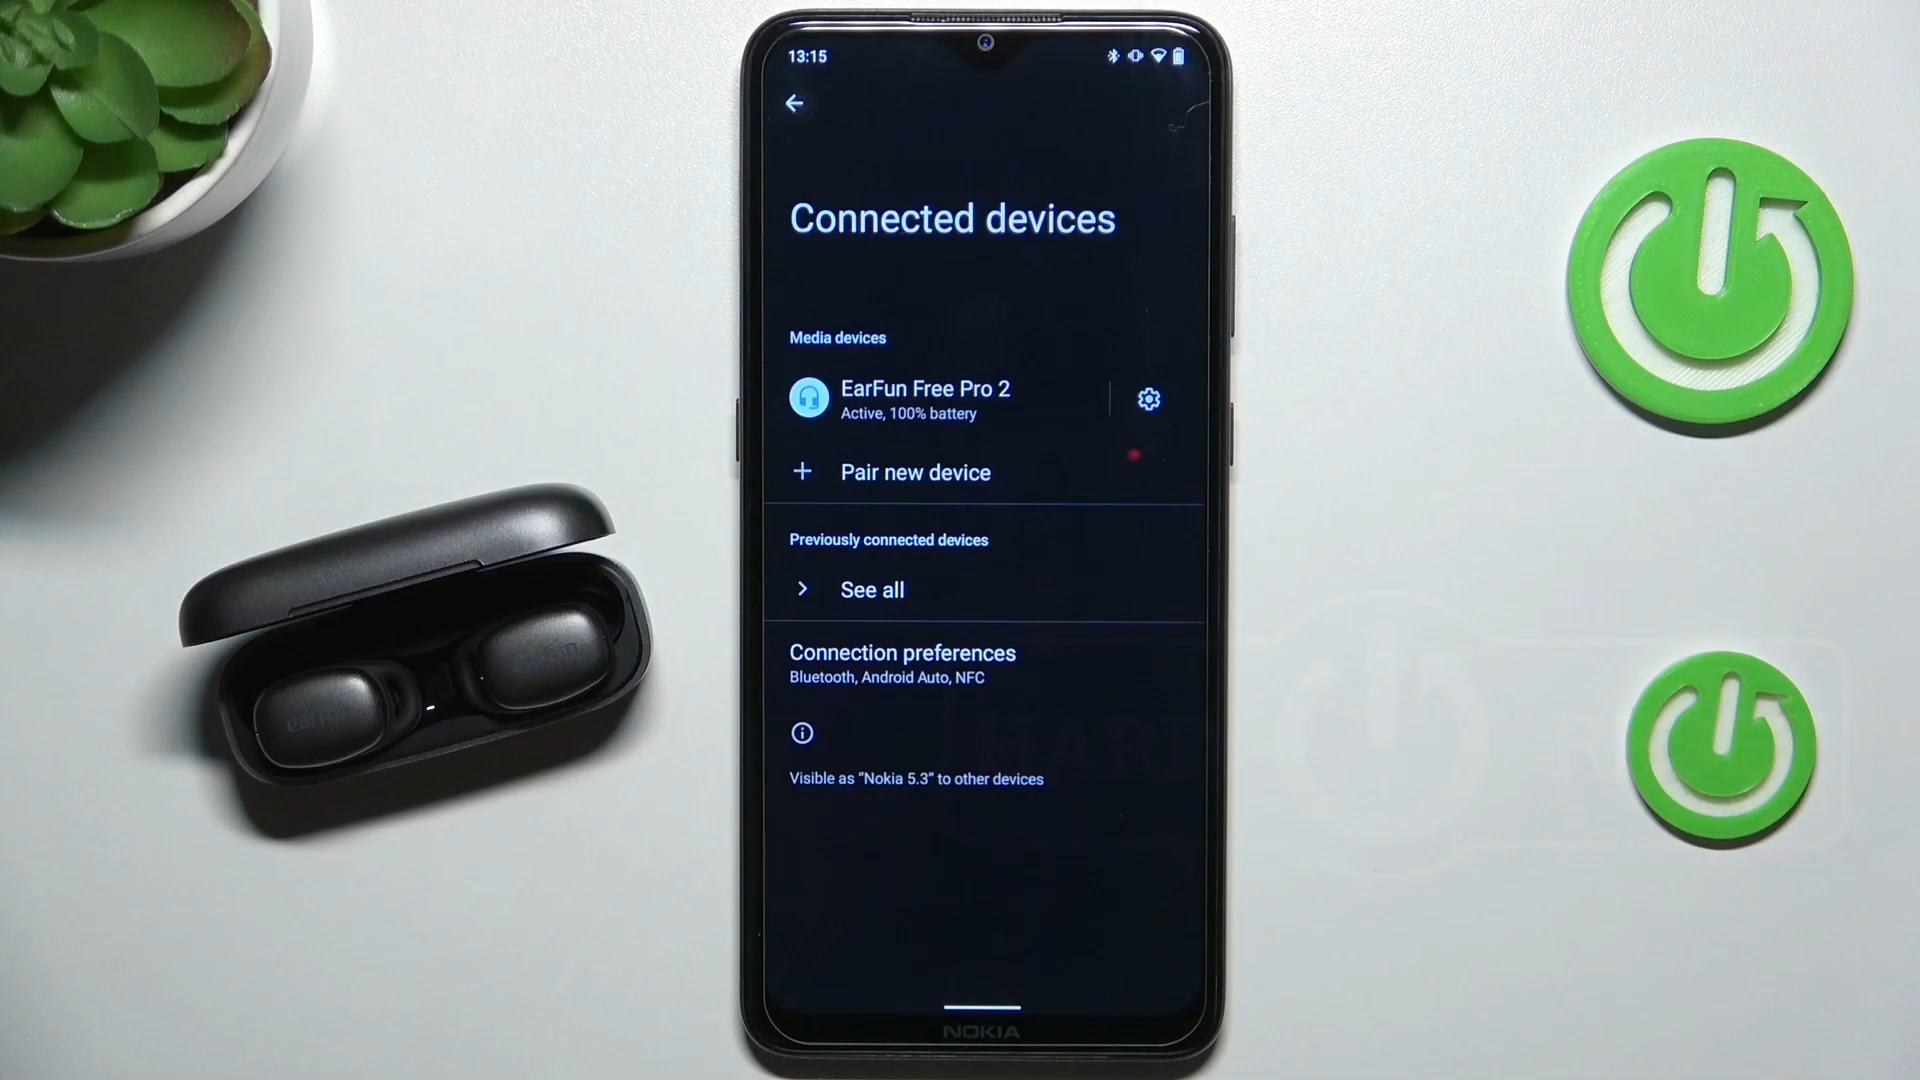 13:15
Connected devices
Media devices
EarFun Free Pro 2
Active, 100% battery
Pair new device
Previously connected devices
See all
Connection preferences
Bluetooth, Android Auto, NFC
Visible as “Nokia 5.3” to other devices
NOKIA